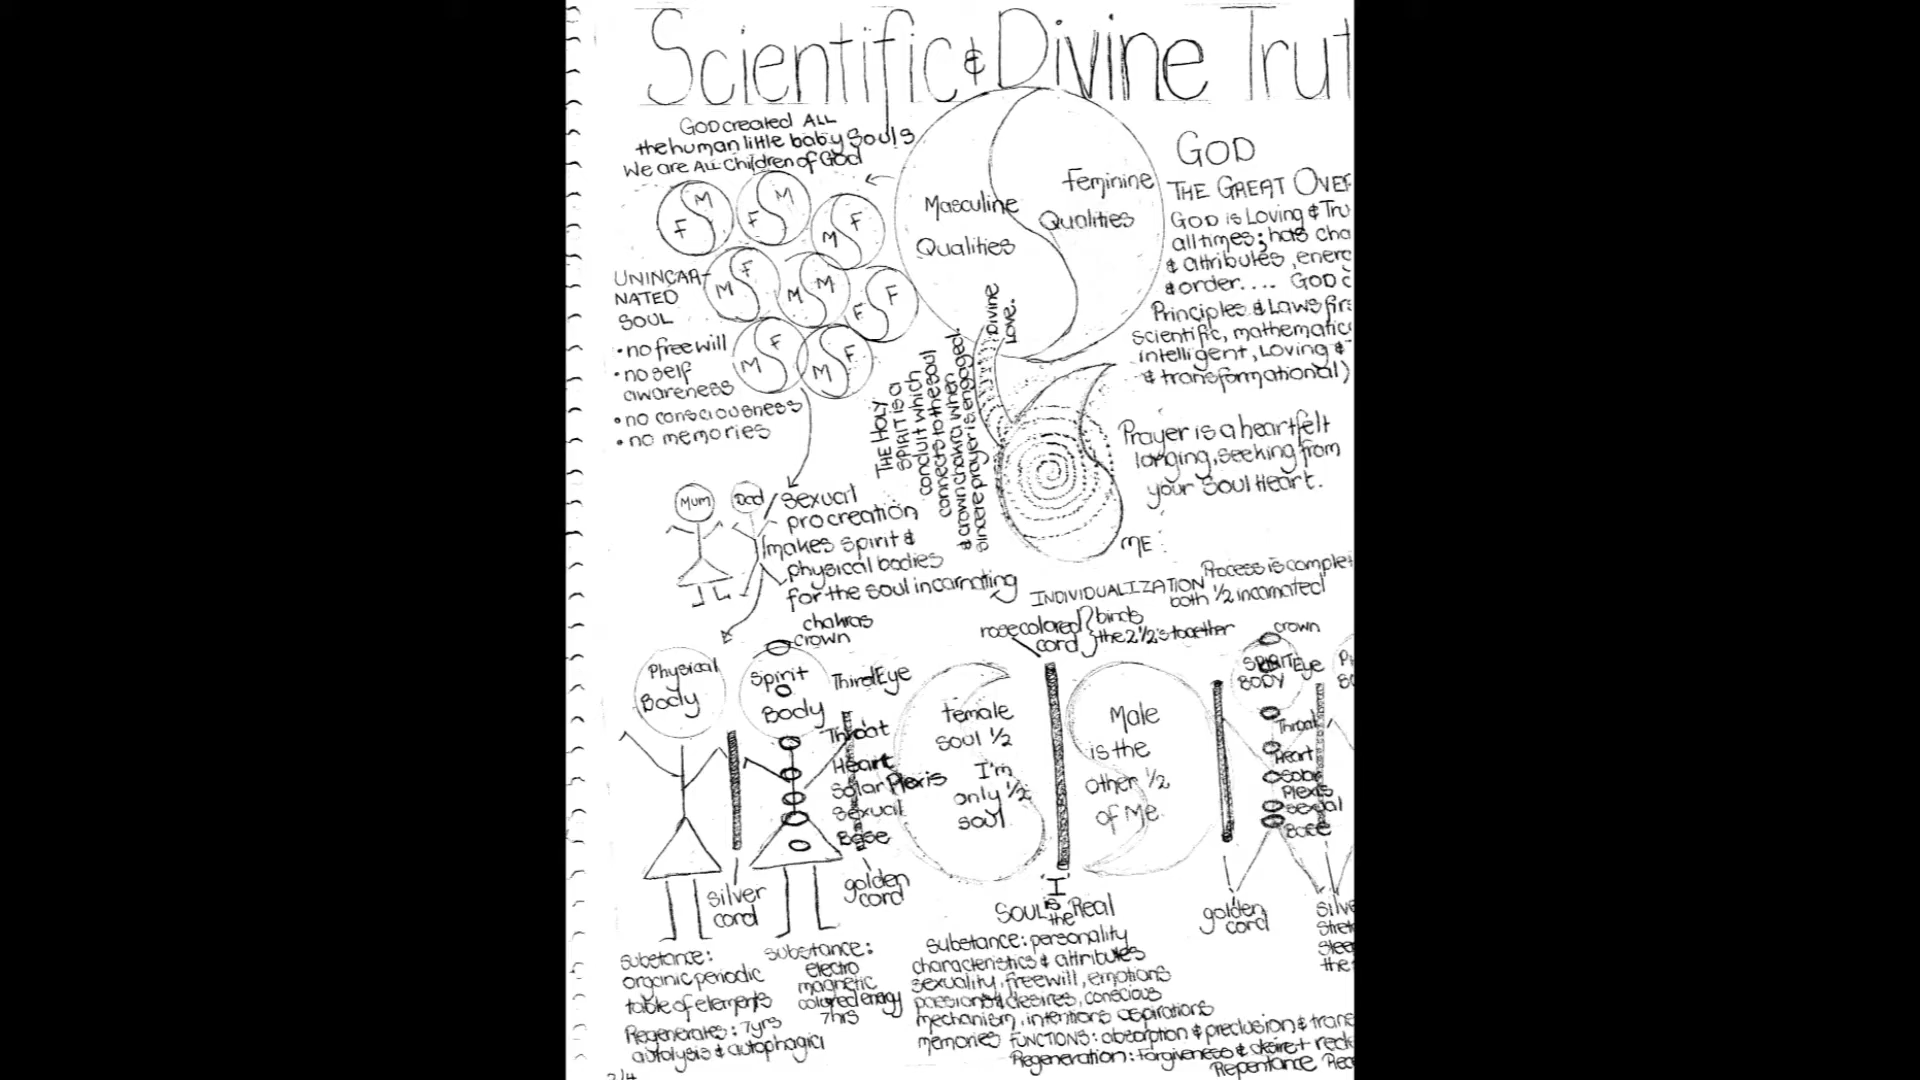 Scientific & Divine Trut
GOD created ALL
the human little baby Souls
We are ALL Children of God
F M
F M
M F
M F
M M
F F
M F
M F
UNINCAR-
NATED
SOUL
• no free will
• no self
awareness
• no consciousness
• no memories
Masculine
Qualities
Feminine
Qualities
GOD
THE GREAT OVER
GOD is Loving & Tru
all times; has cha
& attributes, energ
& order.... GOD c
Principles & Laws fir
scientific, mathematic
intelligent, Loving &
& transformational)
DIVINE
LOVE.
THE HOLY
SPIRIT is a
conduit which
connects to the soul
& crown chakra when
sincere prayer is engaged.
Prayer is a heartfelt
longing, seeking from
your Soul Heart.
ME
Mum
Dad
sexual
procreation
makes spirit &
physical bodies
for the soul incarnating
INDIVIDUALIZATION
Process is complet
both 1/2 incarnated
rose colored
cord
binds
the 2 1/2's together
chakras
crown
Physical
Body
Spirit
Body
Third Eye
Throat
Heart
Solar Plexis
Sexual
Base
silver
cord
golden
cord
female
soul 1/2
I'm
only 1/2
soul
Male
is the
other 1/2
of Me
crown
SPIRIT Eye
BODY
Throat
Heart
Solar
Plexis
Sexual
Base
golden
cord
silve
stret
slee
the
I
SOUL is the Real
substance:
organic periodic
table of elements
Regenerates: 7yrs
autolysis & autophagic
substance:
electro
magnetic
colored energy
7hrs
substance: personality
characteristics & attributes
sexuality, freewill, emotions
passions & desires, conscious
mechanism, intentions aspirations
memories FUNCTIONS: absorption & preclusion & trans
Regeneration: Forgiveness & desire +
Repentance
2/4